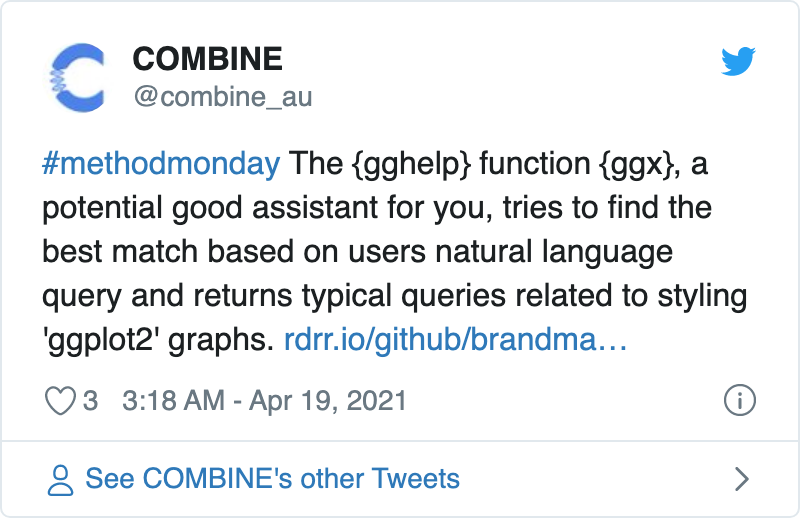 COMBINE
@combine_au
#methodmonday The {gghelp} function {ggx}, a
potential good assistant for you, tries to find the
best match based on users natural language
query and returns typical queries related to styling
'ggplot2' graphs. rdrr.io/github/brandma…
3 3:18 AM - Apr 19, 2021
See COMBINE's other Tweets